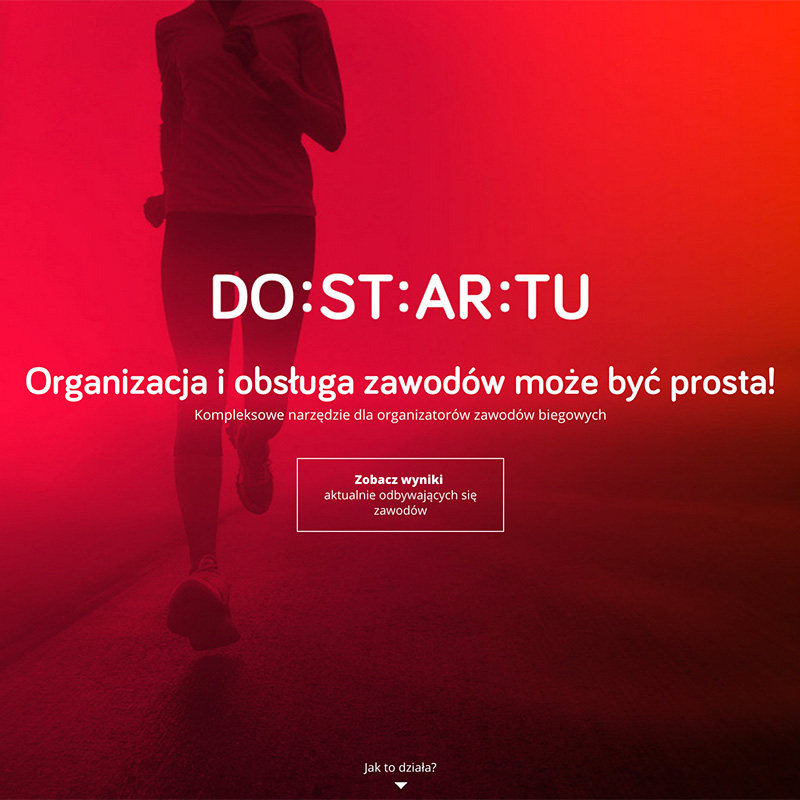 DO:ST:AR:TU
Organizacja i obsługa zawodów może być prosta!
Kompleksowe narzędzie dla organizatorów zawodów biegowych
Zobacz wyniki
aktualnie odbywających się
zawodów
Jak to działa?